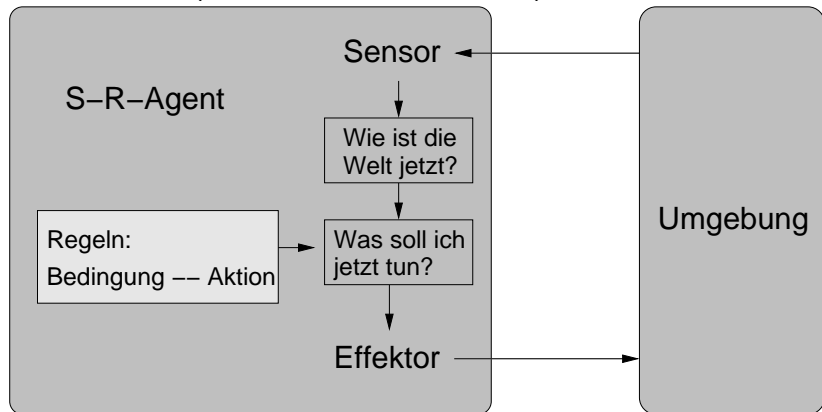 Sensor
S–R–Agent
Wie ist die
Welt jetzt?
Umgebung
Regeln:
Bedingung –– Aktion
Was soll ich
jetzt tun?
Effektor